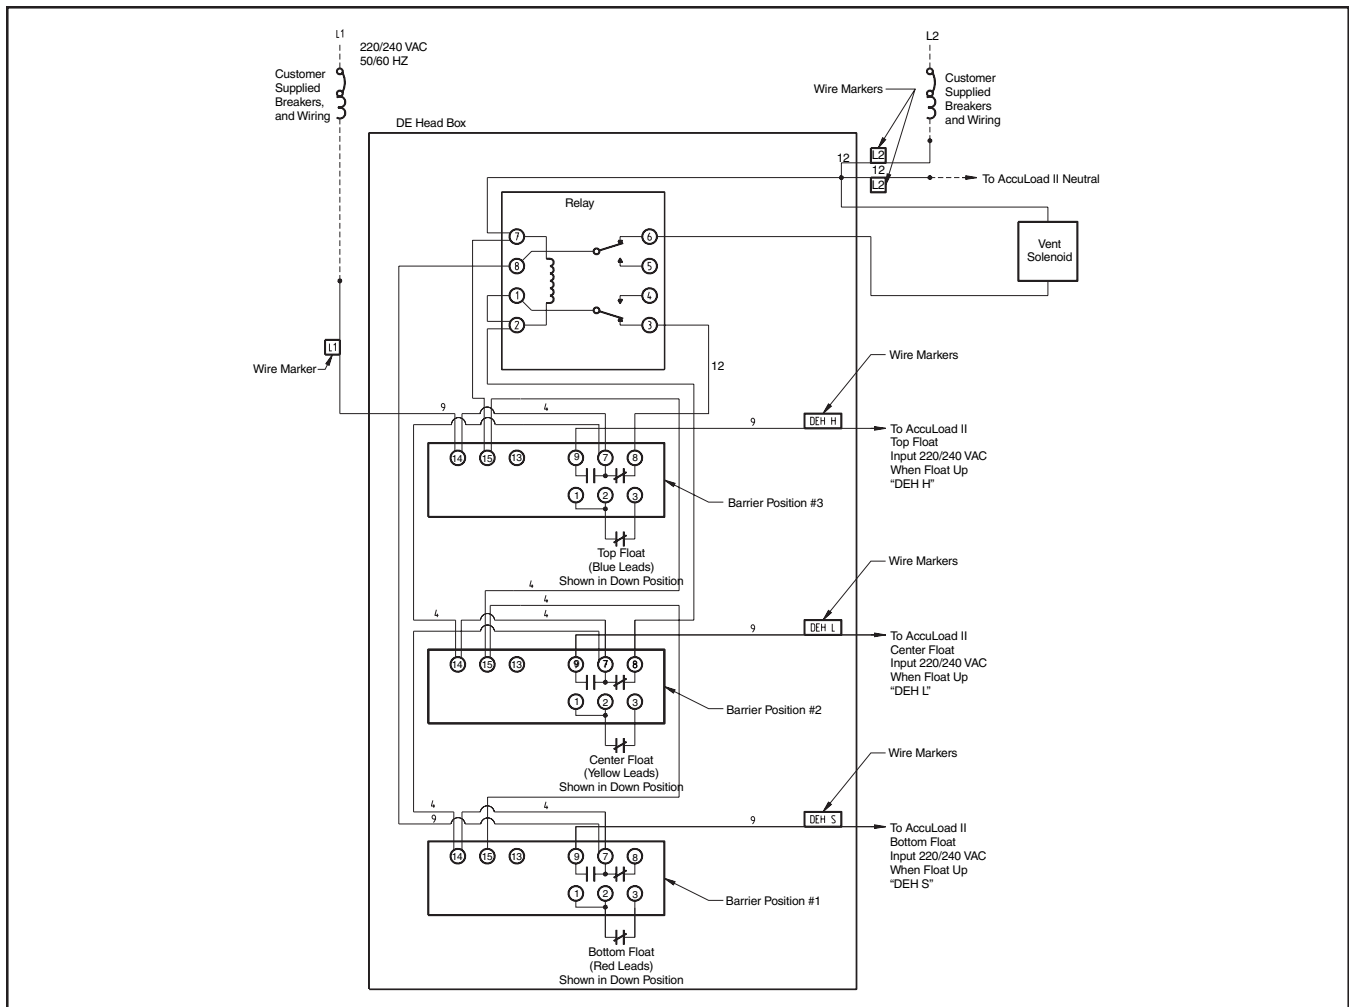 L1
220/240 VAC
50/60 HZ
Customer
Supplied
Breakers,
and Wiring
L2
Customer
Supplied
Breakers
and Wiring
Wire Markers
DE Head Box
12
L2
12
L2
To AccuLoad II Neutral
Vent
Solenoid
Relay
7
8
1
2
6
5
4
3
12
L1
Wire Marker
Wire Markers
9
4
9
DEH H
To AccuLoad II
Top Float
Input 220/240 VAC
When Float Up
“DEH H”
14
15
13
9
7
8
1
2
3
Barrier Position #3
Top Float
(Blue Leads)
Shown in Down Position
Wire Markers
4
4
4
4
9
DEH L
To AccuLoad II
Center Float
Input 220/240 VAC
When Float Up
“DEH L”
14
15
13
9
7
8
1
2
3
Barrier Position #2
Center Float
(Yellow Leads)
Shown in Down Position
Wire Markers
4
4
9
9
DEH S
To AccuLoad II
Bottom Float
Input 220/240 VAC
When Float Up
“DEH S”
14
15
13
9
7
8
1
2
3
Barrier Position #1
Bottom Float
(Red Leads)
Shown in Down Position